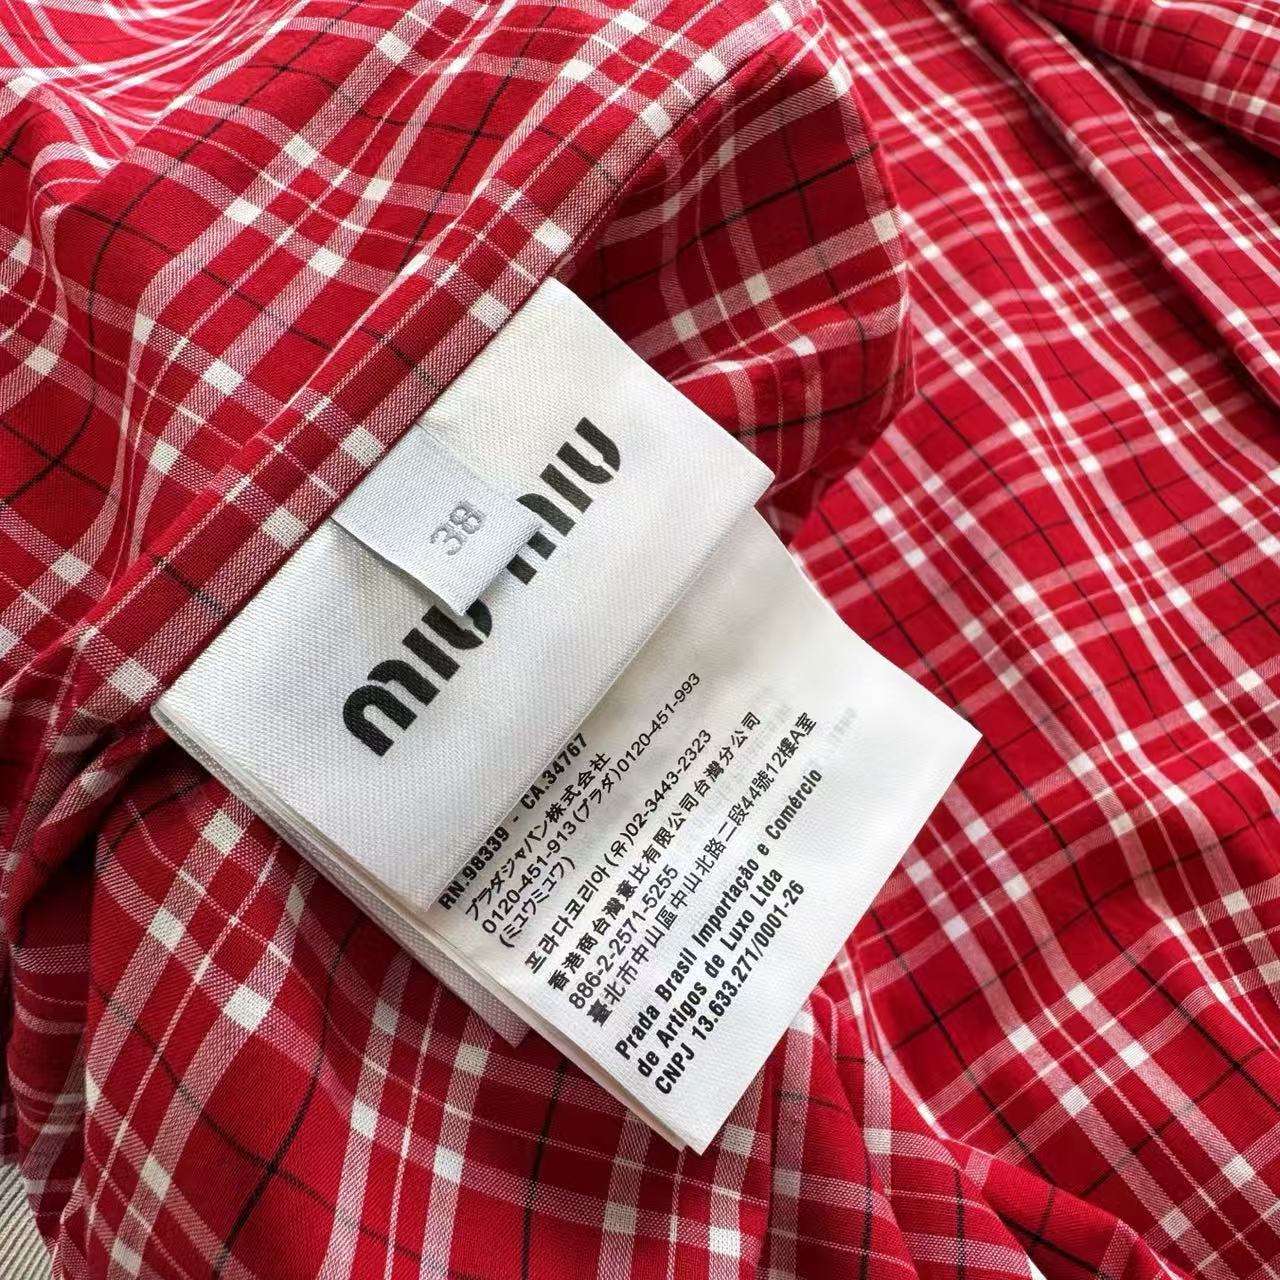 miu miu
38
RN.98339 - CA.34767
プラダジャパン株式会社
0120-451-913(プラダ)0120-451-993
(ミュウミュウ)
프라다코리아(유)02-3443-2323
香港商台灣蒙比有限公司台灣分公司
886-2-2571-5255
臺北市中山區中山北路二段44號12樓A室
Prada Brasil Importação e Comércio
de Artigos de Luxo Ltda
CNPJ 13.633.271/0001-26